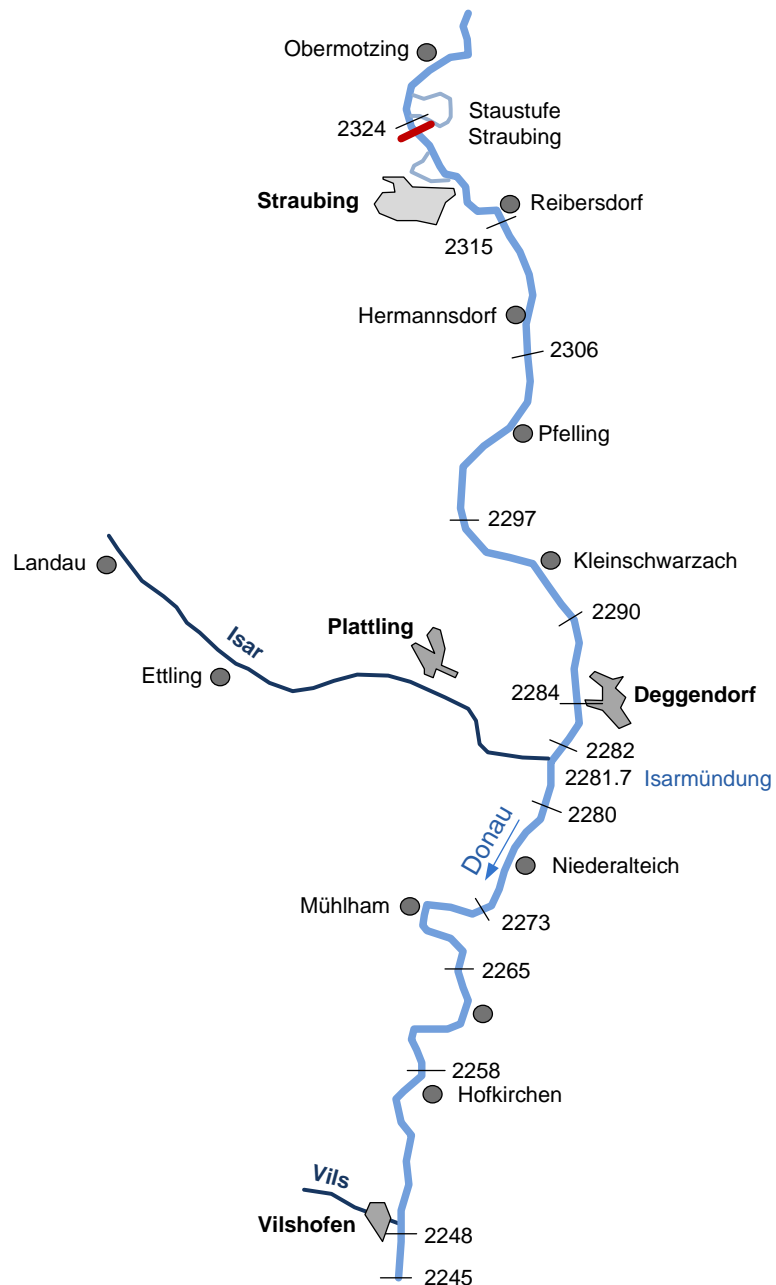 Obermotzing
2324
Staustufe
Straubing
Straubing
Reibersdorf
2315
Hermannsdorf
2306
Pfelling
2297
Landau
Kleinschwarzach
2290
Isar
Plattling
Ettling
2284
Deggendorf
2282
2281.7 Isarmündung
2280
Donau
Niederalteich
Mühlham
2273
2265
2258
Hofkirchen
Vils
Vilshofen
2248
2245